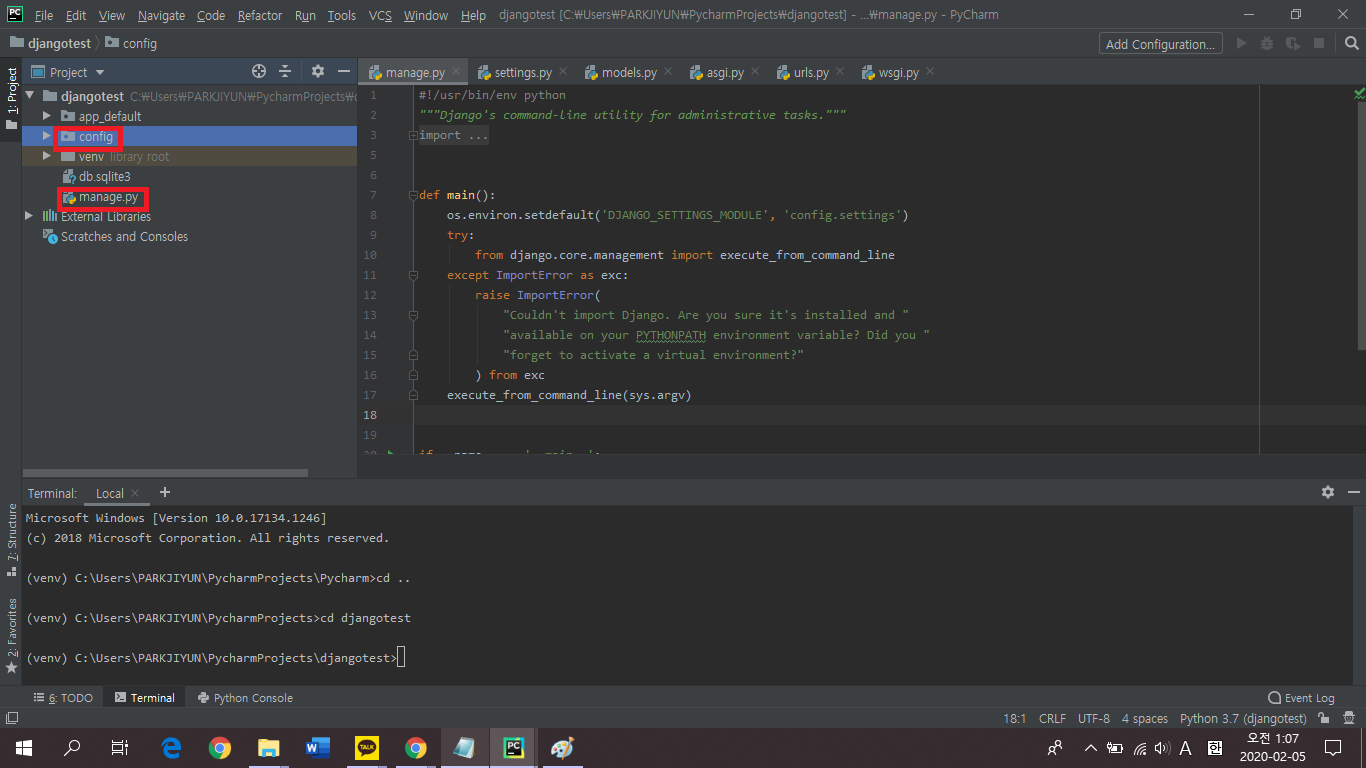 PC File Edit View Navigate Code Refactor Run Tools VCS Window Help djangotest [C:\Users\PARKJIYUN\PycharmProjects\djangotest] - ...\manage.py - PyCharm
djangotest config Add Configuration...
1: Project
Project
manage.py settings.py models.py asgi.py urls.py wsgi.py
djangotest C:\Users\PARKJIYUN\PycharmProjects\
app_default
config
venv library root
db.sqlite3
manage.py
External Libraries
Scratches and Consoles
1 #!/usr/bin/env python
2 """Django's command-line utility for administrative tasks."""
3 import ...
5
6
7 def main():
8 os.environ.setdefault('DJANGO_SETTINGS_MODULE', 'config.settings')
9 try:
10 from django.core.management import execute_from_command_line
11 except ImportError as exc:
12 raise ImportError(
13 "Couldn't import Django. Are you sure it's installed and "
14 "available on your PYTHONPATH environment variable? Did you "
15 "forget to activate a virtual environment?"
16 ) from exc
17 execute_from_command_line(sys.argv)
18
19
Terminal: Local
Microsoft Windows [Version 10.0.17134.1246]
(c) 2018 Microsoft Corporation. All rights reserved.
(venv) C:\Users\PARKJIYUN\PycharmProjects\Pycharm>cd ..
(venv) C:\Users\PARKJIYUN\PycharmProjects>cd djangotest
(venv) C:\Users\PARKJIYUN\PycharmProjects\djangotest>
7: Structure
2: Favorites
6: TODO Terminal Python Console Event Log
18:1 CRLF UTF-8 4 spaces Python 3.7 (djangotest)
TALK
PC
A 한
오전 1:07
2020-02-05